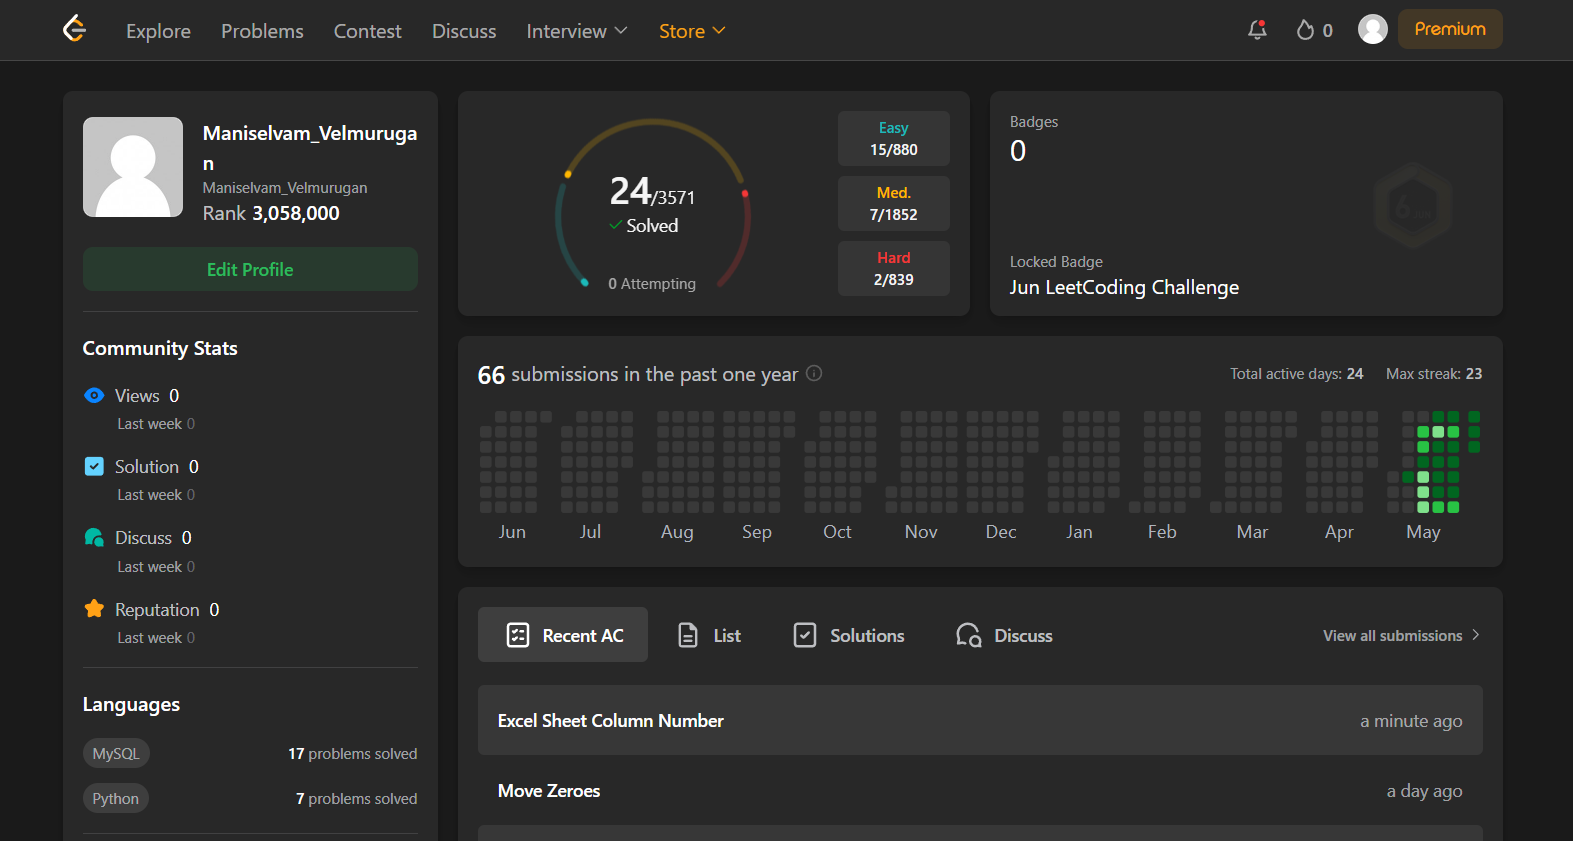 Explore Problems Contest Discuss Interview Store 0 Premium
Maniselvam_Velmuruga
n
Maniselvam_Velmurugan
Rank 3,058,000
Edit Profile
Community Stats
Views 0
Last week 0
Solution 0
Last week 0
Discuss 0
Last week 0
Reputation 0
Last week 0
Languages
MySQL 17 problems solved
Python 7 problems solved
24/3571
Solved
0 Attempting
Easy
15/880
Med.
7/1852
Hard
2/839
Badges
0
Locked Badge
Jun LeetCoding Challenge
66 submissions in the past one year Total active days: 24 Max streak: 23
Jun Jul Aug Sep Oct Nov Dec Jan Feb Mar Apr May
Recent AC List Solutions Discuss View all submissions
Excel Sheet Column Number a minute ago
Move Zeroes a day ago